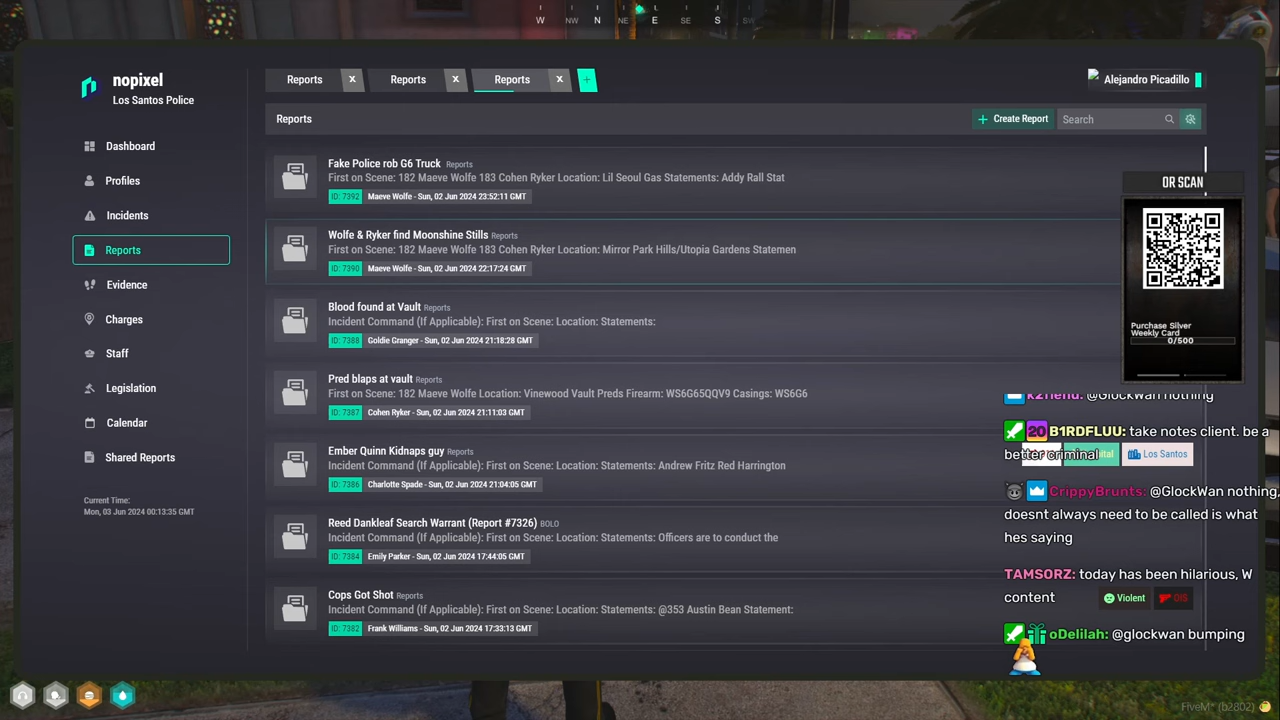 W NW N NE E SE S SW
nopixel
Los Santos Police
Dashboard
Profiles
Incidents
Reports
Evidence
Charges
Staff
Legislation
Calendar
Shared Reports
Current Time:
Mon, 03 Jun 2024 00:13:35 GMT
Reports x Reports x Reports x +
Alejandro Picadillo
Reports
+ Create Report
Search
Fake Police rob G6 Truck Reports
First on Scene: 182 Maeve Wolfe 183 Cohen Ryker Location: Lil Seoul Gas Statements: Addy Rall Stat
ID: 7392 Maeve Wolfe - Sun, 02 Jun 2024 23:52:11 GMT
Wolfe & Ryker find Moonshine Stills Reports
First on Scene: 182 Maeve Wolfe 183 Cohen Ryker Location: Mirror Park Hills/Utopia Gardens Statemen
ID: 7390 Maeve Wolfe - Sun, 02 Jun 2024 22:17:24 GMT
Blood found at Vault Reports
Incident Command (If Applicable): First on Scene: Location: Statements:
ID: 7388 Goldie Granger - Sun, 02 Jun 2024 21:18:28 GMT
Pred blaps at vault Reports
First on Scene: 182 Maeve Wolfe Location: Vinewood Vault Preds Firearm: WS6G65QQV9 Casings: WS6G6
ID: 7387 Cohen Ryker - Sun, 02 Jun 2024 21:11:03 GMT
Ember Quinn Kidnaps guy Reports
Incident Command (If Applicable): First on Scene: Location: Statements: Andrew Fritz Red Harrington
ID: 7386 Charlotte Spade - Sun, 02 Jun 2024 21:04:05 GMT
Reed Dankleaf Search Warrant (Report #7326) BOLO
Incident Command (If Applicable): First on Scene: Location: Statements: Officers are to conduct the
ID: 7384 Emily Parker - Sun, 02 Jun 2024 17:44:05 GMT
Cops Got Shot Reports
Incident Command (If Applicable): First on Scene: Location: Statements: @353 Austin Bean Statement:
ID: 7382 Frank Williams - Sun, 02 Jun 2024 17:33:13 GMT
OR SCAN
Purchase Silver
Weekly Card
0/500
@GlockWan nothing
20 B1RDFLUU: take notes client. be a
better criminal
Los Santos
CrippyBrunts: @GlockWan nothing,
doesnt always need to be called is what
hes saying
TAMSORZ: today has been hilarious, W
content
Violent
OIS
oDelilah: @glockwan bumping
FiveM* (b2802)